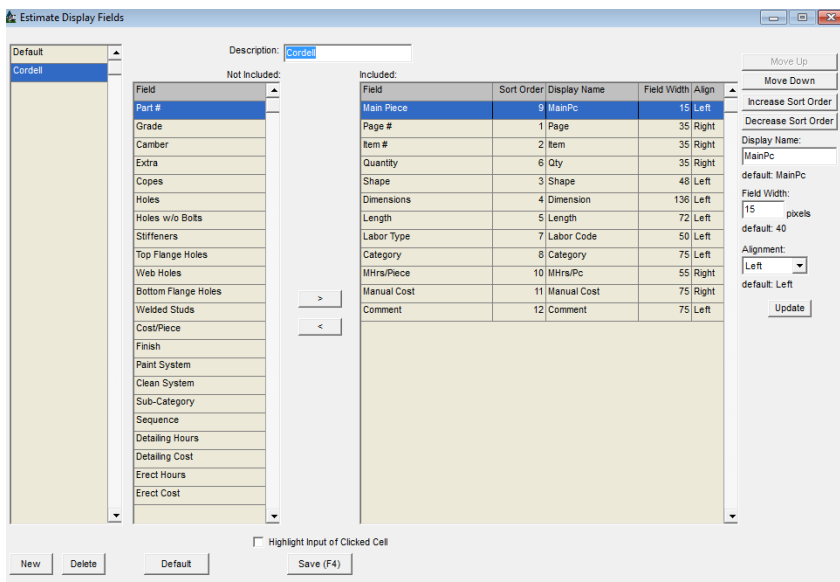 Estimate Display Fields
Default
Cordell
Description: Cordell
Not Included:
Field
Part #
Grade
Camber
Extra
Copes
Holes
Holes w/o Bolts
Stiffeners
Top Flange Holes
Web Holes
Bottom Flange Holes
Welded Studs
Cost/Piece
Finish
Paint System
Clean System
Sub-Category
Sequence
Detailing Hours
Detailing Cost
Erect Hours
Erect Cost
>
<
Included:
Field Sort Order Display Name Field Width Align
Main Piece 9 MainPc 15 Left
Page # 1 Page 35 Right
Item # 2 Item 35 Right
Quantity 6 Qty 35 Right
Shape 3 Shape 48 Left
Dimensions 4 Dimension 136 Left
Length 5 Length 72 Left
Labor Type 7 Labor Code 50 Left
Category 8 Category 75 Left
MHrs/Piece 10 MHrs/Pc 55 Right
Manual Cost 11 Manual Cost 75 Right
Comment 12 Comment 75 Left
Move Up
Move Down
Increase Sort Order
Decrease Sort Order
Display Name:
MainPc
default: MainPc
Field Width:
15 pixels
default: 40
Alignment:
Left
default: Left
Update
Highlight Input of Clicked Cell
New Delete Default Save (F4)